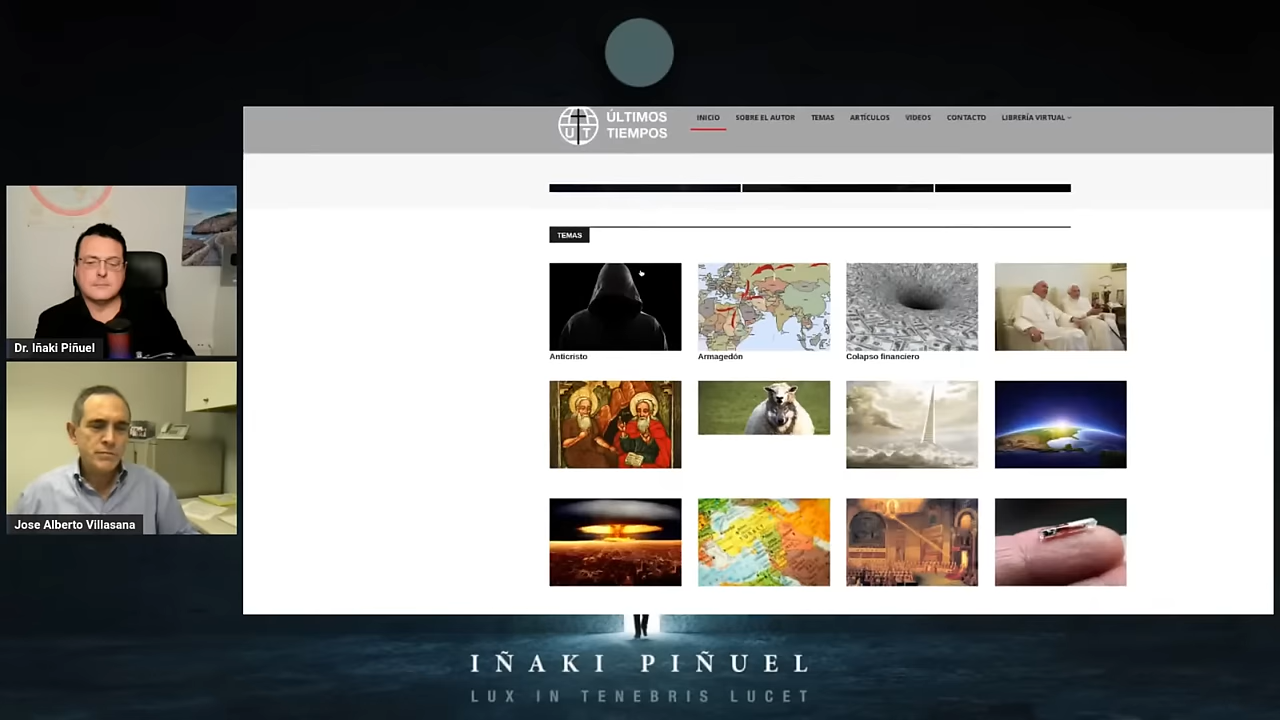 ÚLTIMOS
TIEMPOS
INICIO SOBRE EL AUTOR TEMAS ARTÍCULOS VIDEOS CONTACTO LIBRERÍA VIRTUAL
UT
TEMAS
Anticristo Armagedón Colapso financiero
Dr. Iñaki Piñuel
Jose Alberto Villasana
IÑAKI PIÑUEL
LUX IN TENEBRIS LUCET